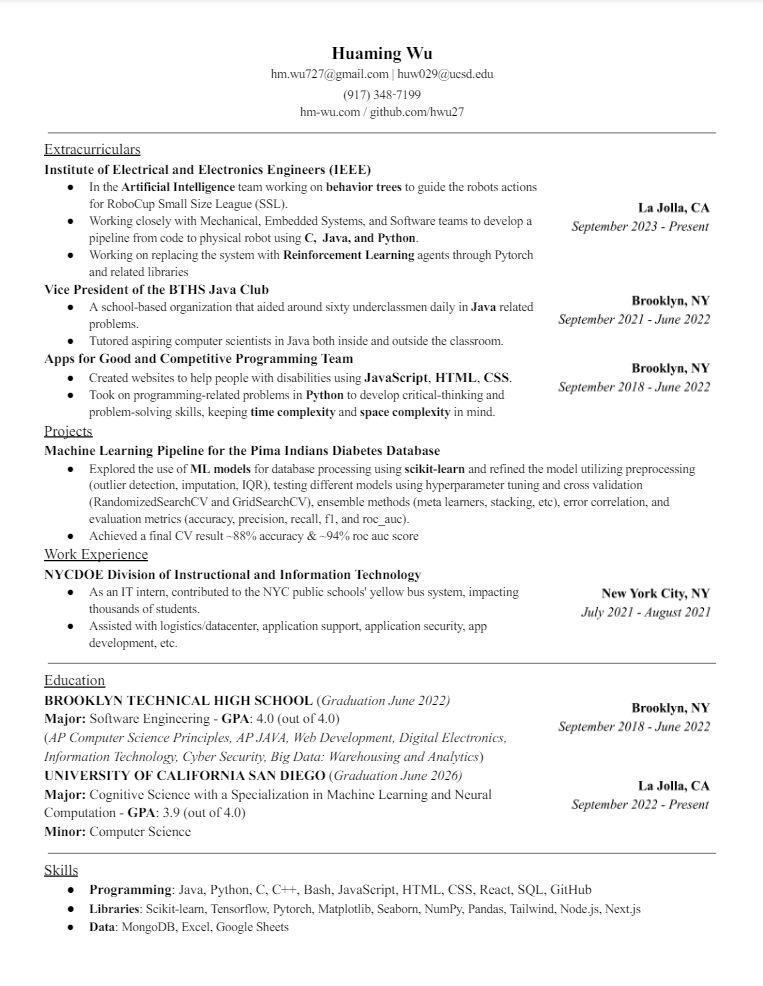 Huaming Wu
hm.wu727@gmail.com | huw029@ucsd.edu
(917) 348-7199
hm-wu.com / github.com/hwu27
Extracurriculars
Institute of Electrical and Electronics Engineers (IEEE)
● In the Artificial Intelligence team working on behavior trees to guide the robots actions
for RoboCup Small Size League (SSL).
● Working closely with Mechanical, Embedded Systems, and Software teams to develop a
pipeline from code to physical robot using C,  Java, and Python.
● Working on replacing the system with Reinforcement Learning agents through Pytorch
and related libraries
La Jolla, CA
September 2023 - Present
Vice President of the BTHS Java Club
● A school-based organization that aided around sixty underclassmen daily in Java related
problems.
● Tutored aspiring computer scientists in Java both inside and outside the classroom.
Brooklyn, NY
September 2021 - June 2022
Apps for Good and Competitive Programming Team
● Created websites to help people with disabilities using JavaScript, HTML, CSS.
● Took on programming-related problems in Python to develop critical-thinking and
problem-solving skills, keeping time complexity and space complexity in mind.
Brooklyn, NY
September 2018 - June 2022
Projects
Machine Learning Pipeline for the Pima Indians Diabetes Database
● Explored the use of ML models for database processing using scikit-learn and refined the model utilizing preprocessing
(outlier detection, imputation, IQR), testing different models using hyperparameter tuning and cross validation
(RandomizedSearchCV and GridSearchCV), ensemble methods (meta learners, stacking, etc), error correlation, and
evaluation metrics (accuracy, precision, recall, f1, and roc_auc).
● Achieved a final CV result ~88% accuracy & ~94% roc auc score
Work Experience
NYCDOE Division of Instructional and Information Technology
● As an IT intern, contributed to the NYC public schools' yellow bus system, impacting
thousands of students.
● Assisted with logistics/datacenter, application support, application security, app
development, etc.
New York City, NY
July 2021 - August 2021
Education
BROOKLYN TECHNICAL HIGH SCHOOL (Graduation June 2022)
Major: Software Engineering - GPA: 4.0 (out of 4.0)
(AP Computer Science Principles, AP JAVA, Web Development, Digital Electronics,
Information Technology, Cyber Security, Big Data: Warehousing and Analytics)
Brooklyn, NY
September 2018 - June 2022
UNIVERSITY OF CALIFORNIA SAN DIEGO (Graduation June 2026)
Major: Cognitive Science with a Specialization in Machine Learning and Neural
Computation - GPA: 3.9 (out of 4.0)
Minor: Computer Science
La Jolla, CA
September 2022 - Present
Skills
● Programming: Java, Python, C, C++, Bash, JavaScript, HTML, CSS, React, SQL, GitHub
● Libraries: Scikit-learn, Tensorflow, Pytorch, Matplotlib, Seaborn, NumPy, Pandas, Tailwind, Node.js, Next.js
● Data: MongoDB, Excel, Google Sheets